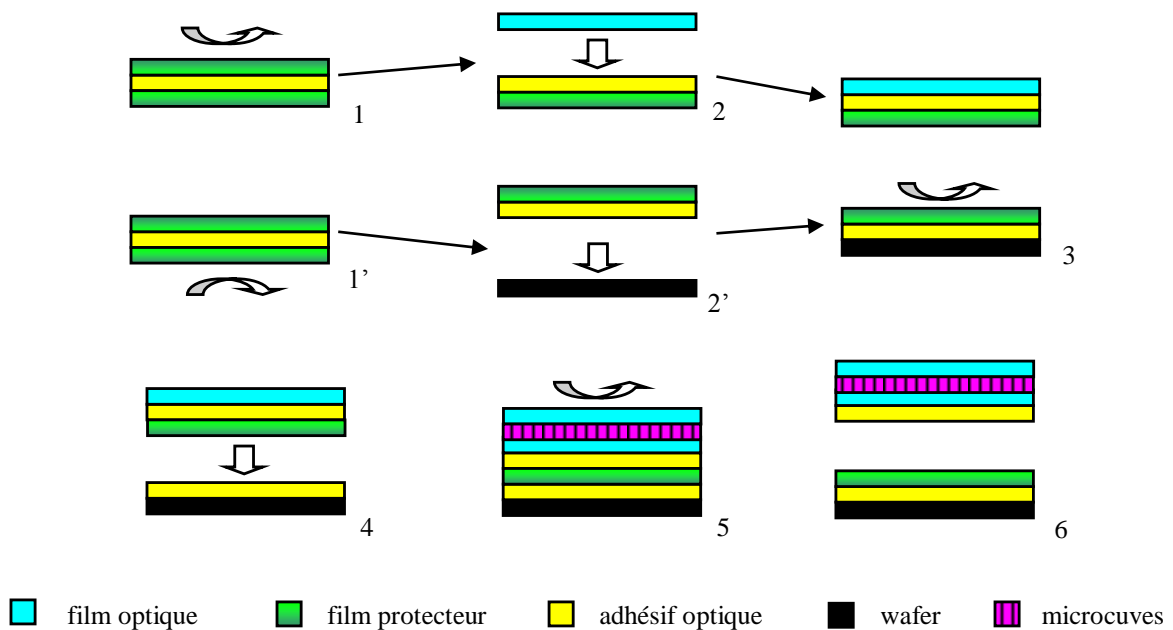 1
2
1’
2’
3
4
5
6
film optique
film protecteur
adhésif optique
wafer
microcuves